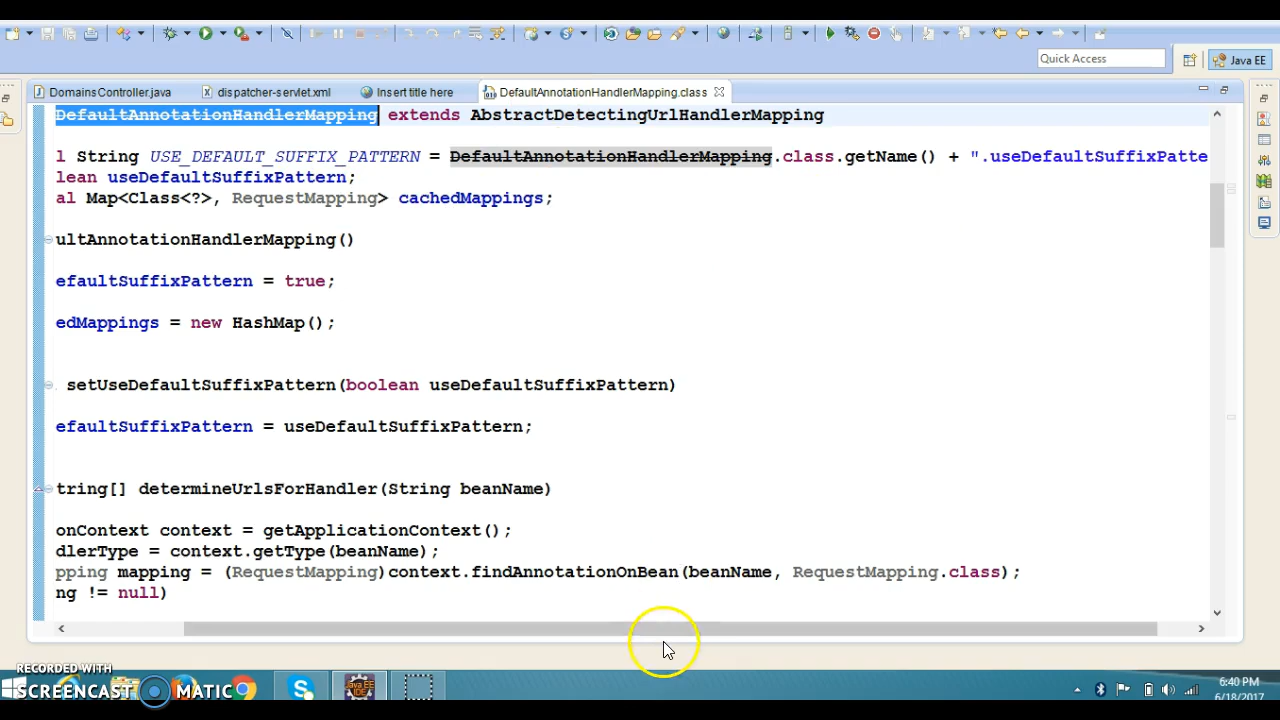 Quick Access
Java EE
DomainsController.java
dispatcher-servlet.xml
Insert title here
DefaultAnnotationHandlerMapping.class
DefaultAnnotationHandlerMapping extends AbstractDetectingUrlHandlerMapping
l String USE_DEFAULT_SUFFIX_PATTERN = DefaultAnnotationHandlerMapping.class.getName() + ".useDefaultSuffixPatte
lean useDefaultSuffixPattern;
al Map<Class<?>, RequestMapping> cachedMappings;
ultAnnotationHandlerMapping()
efaultSuffixPattern = true;
edMappings = new HashMap();
setUseDefaultSuffixPattern(boolean useDefaultSuffixPattern)
efaultSuffixPattern = useDefaultSuffixPattern;
tring[] determineUrlsForHandler(String beanName)
onContext context = getApplicationContext();
dlerType = context.getType(beanName);
pping mapping = (RequestMapping)context.findAnnotationOnBean(beanName, RequestMapping.class);
ng != null)
RECORDED WITH
SCREENCAST MATIC
Java EE
IDE
6:40 PM
6/18/2017